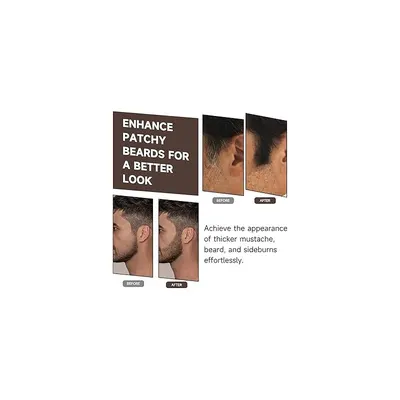 ENHANCE
PATCHY
BEARDS FOR
A BETTER
LOOK
BEFORE
AFTER
BEFORE
AFTER
Achieve the appearance
of thicker mustache,
beard, and sideburns
effortlessly.